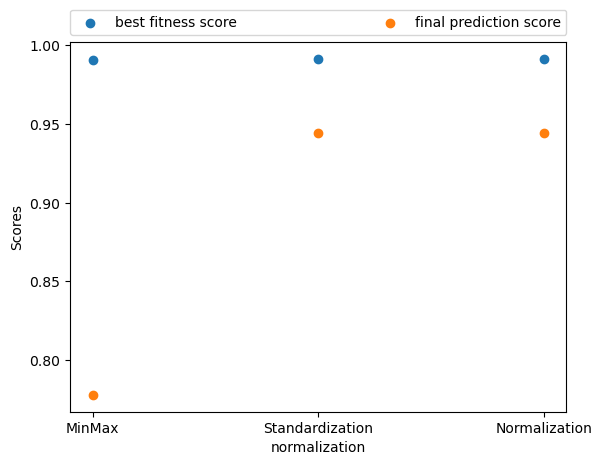 best fitness score final prediction score
1.00
0.95
0.90
0.85
0.80
Scores
MinMax Standardization Normalization
normalization